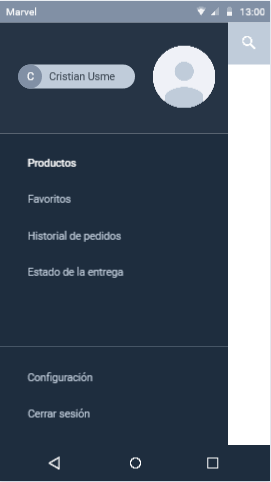 Marvel 13:00
C Cristian Usme
Productos
Favoritos
Historial de pedidos
Estado de la entrega
Configuración
Cerrar sesión